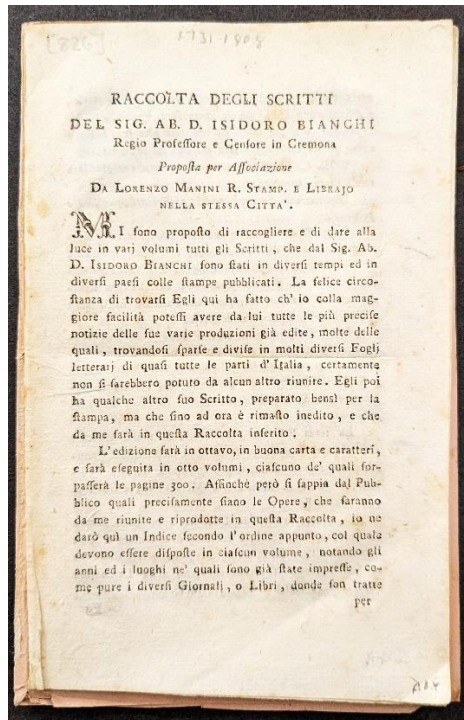 [826]
1731-1808
RACCOLTA DEGLI SCRITTI
DEL SIG. AB. D. ISIDORO BIANCHI
Regio Profeſſore e Cenſore in Cremona
Propoſta per Aſſociazione
DA LORENZO MANINI R. STAMP. E LIBRAJO
NELLA STESSA CITTA'.
MI ſono propoſto di raccogliere e di dare alla
luce in varj volumi tutti gli Scritti, che dal Sig. Ab.
D. ISIDORO BIANCHI ſono ſtati in diverſi tempi ed in
diverſi paeſi colle ſtampe pubblicati. La felice circo-
ſtanza di trovarſi Egli qui ha fatto ch' io colla mag-
giore facilità poteſſi avere da lui tutte le più preciſe
notizie delle ſue varie produzioni già edite, molte delle
quali, trovandoſi ſparſe e diviſe in molti diverſi Foglj
letterarj di quaſi tutte le parti d' Italia, certamente
non ſi ſarebbero potuto da alcun altro riunire. Egli poi
ha qualche altro ſuo Scritto, preparato bensì per la
ſtampa, ma che ſino ad ora è rimaſto inedito, e che
da me ſarà in queſta Raccolta inſerito.
L' edizione ſarà in ottavo, in buona carta e caratteri,
e ſarà eſeguita in otto volumi, ciaſcuno de' quali ſor-
paſſerà le pagine 300. Affinchè però ſi ſappia dal Pub-
blico quali preciſamente ſiano le Opere, che ſaranno
da me riunite e riprodotte in queſta Raccolta, io ne
darò quì un Indice ſecondo l' ordine appunto, col quale
devono eſſere diſpoſte in ciaſcun volume, notando gli
anni ed i luoghi ne' quali ſon già ſtate impreſſe, co-
me pure i diverſi Giornali, o Libri, donde ſon tratte
per